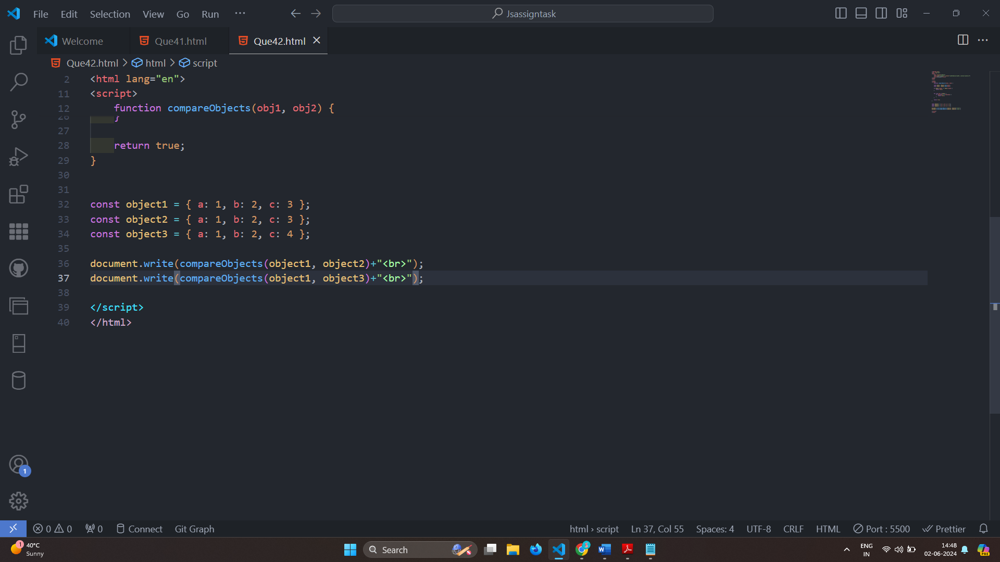 File Edit Selection View Go Run ··· Jsassigntask
Welcome Que41.html Que42.html
Que42.html > html > script
2 <html lang="en">
11 <script>
12 function compareObjects(obj1, obj2) {
26 }
27
28 return true;
29 }
30
31
32 const object1 = { a: 1, b: 2, c: 3 };
33 const object2 = { a: 1, b: 2, c: 3 };
34 const object3 = { a: 1, b: 2, c: 4 };
35
36 document.write(compareObjects(object1, object2)+"<br>");
37 document.write(compareObjects(object1, object3)+"<br>");
38
39 </script>
40 </html>
1
0 0 0 Connect Git Graph html › script Ln 37, Col 55 Spaces: 4 UTF-8 CRLF HTML Port : 5500 Prettier
1 40°C
Sunny
Search
ENG
IN
14:48
02-06-2024
PRE